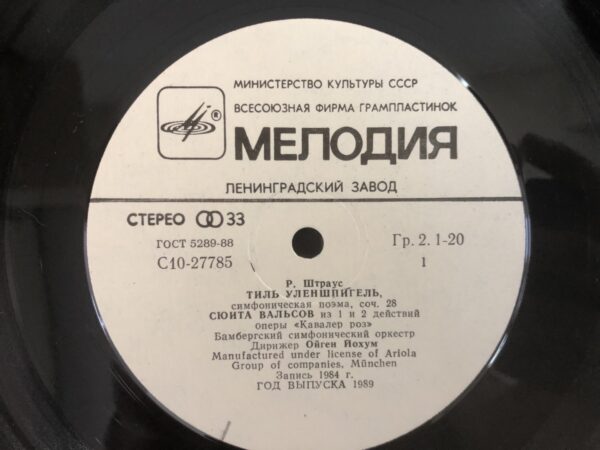 МИНИСТЕРСТВО КУЛЬТУРЫ СССР
ВСЕСОЮЗНАЯ ФИРМА ГРАМПЛАСТИНОК
®
МЕЛОДИЯ
ЛЕНИНГРАДСКИЙ ЗАВОД
СТЕРЕО 33
ГОСТ 5289-88
Гр. 2. 1-20
С10-27785
1
Р. Штраус
ТИЛЬ УЛЕНШПИГЕЛЬ,
симфоническая поэма, соч. 28
СЮИТА ВАЛЬСОВ из 1 и 2 действий
оперы «Кавалер роз»
Бамбергский симфонический оркестр
Дирижер Ойген Йохум
Manufactured under license of Ariola
Group of companies, München
Запись 1984 г.
ГОД ВЫПУСКА 1989